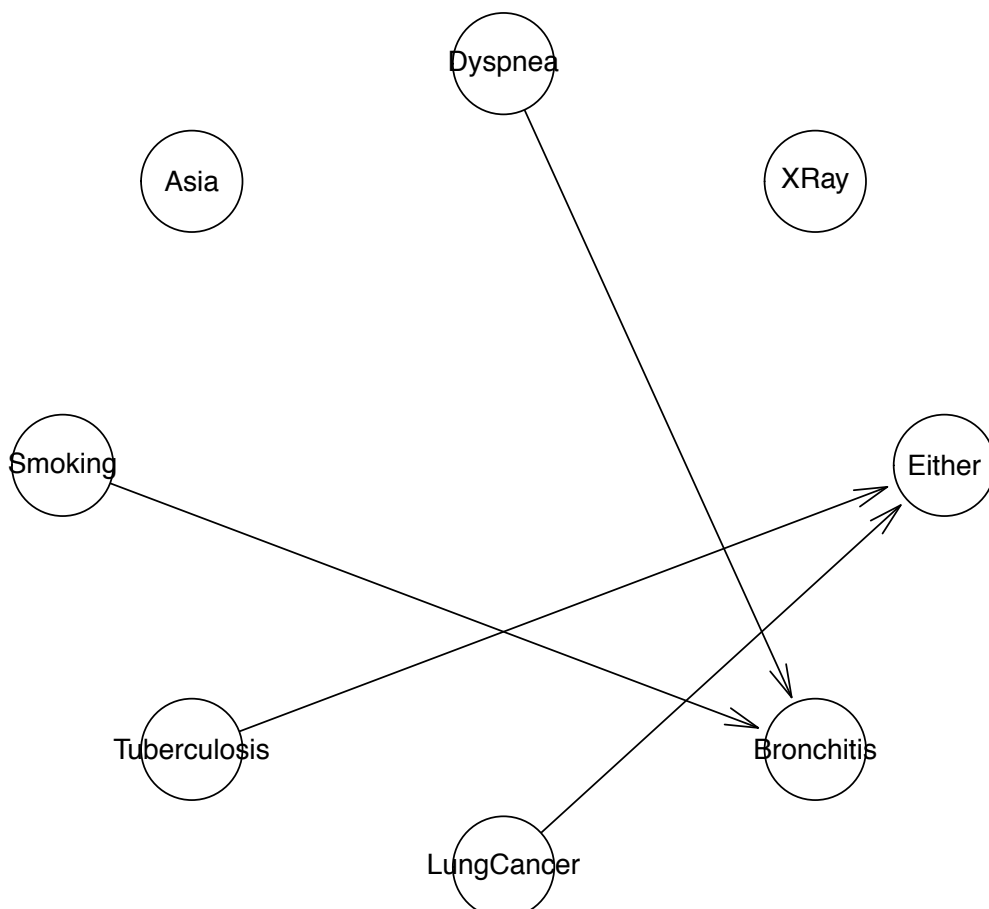 Dyspnea
Asia
XRay
Smoking
Either
Tuberculosis
Bronchitis
LungCancer